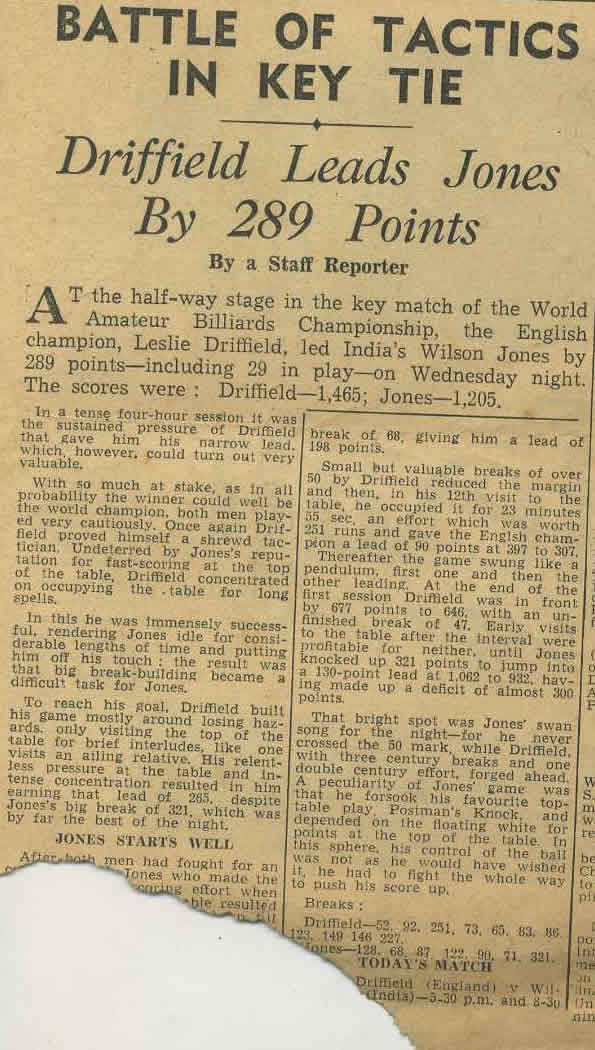 BATTLE OF TACTICS
IN KEY TIE
Driffield Leads Jones
By 289 Points
By a Staff Reporter
AT the half-way stage in the key match of the World
Amateur Billiards Championship, the English
champion, Leslie Driffield, led India's Wilson Jones by
289 points—including 29 in play—on Wednesday night.
The scores were : Driffield—1,465; Jones—1,205.
In a tense four-hour session it was
the sustained pressure of Driffield
that gave him his narrow lead,
which, however, could turn out very
valuable.
With so much at stake, as in all
probability the winner could well be
the world champion, both men play-
ed very cautiously. Once again Drif-
field proved himself a shrewd tac-
tician. Undeterred by Jones's repu-
tation for fast-scoring at the top
of the table, Driffield concentrated
on occupying the .table for long
spells.
In this he was immensely success-
ful, rendering Jones idle for consi-
derable lengths of time and putting
him off his touch : the result was
that big break-building became a
difficult task for Jones.
To reach his goal, Driffield built
his game mostly around losing haz-
ards, only visiting the top of the
table for brief interludes, like one
visits an ailing relative. His relent-
less pressure at the table and in-
tense concentration resulted in him
earning that lead of 265, despite
Jones's big break of 321, which was
by far the best of the night.
JONES STARTS WELL
After both men had fought for an
Jones who made the
scoring effort when
able resulted
break of 68, giving him a lead of
198 points.
Small but valuable breaks of over
50 by Driffield reduced the margin
and then, in his 12th visit to the
table, he occupied it for 23 minutes
55 sec, an effort which was worth
251 runs and gave the Englsh cham-
pion a lead of 90 points at 397 to 307.
Thereafter the game swung like a
pendulum, first one and then the
other leading. At the end of the
first session Driffield was in front
by 677 points to 646, with an un-
finished break of 47. Early visits
to the table after the interval were
profitable for neither, until Jones
knocked up 321 points to jump into
a 130-point lead at 1,062 to 932, hav-
ing made up a deficit of almost 300
points.
That bright spot was Jones' swan
song for the night—for he never
crossed the 50 mark, while Driffield,
with three century breaks and one
double century effort, forged ahead.
A peculiarity of Jones' game was
that he forsook his favourite top-
table play, Postman's Knock, and
depended on the floating white for
points at the top of the table. In
this sphere, his control of the ball
was not as he would have wished
it, he had to fight the whole way
to push his score up.
Breaks :
Driffield—52, 92, 251, 73, 65, 83, 86
123, 149 146 227.
Jones—128, 68, 87 122, 90, 71, 321.
TODAY'S MATCH
Driffield (England) v Wil-
(India)—5-30 p.m. and 8-30